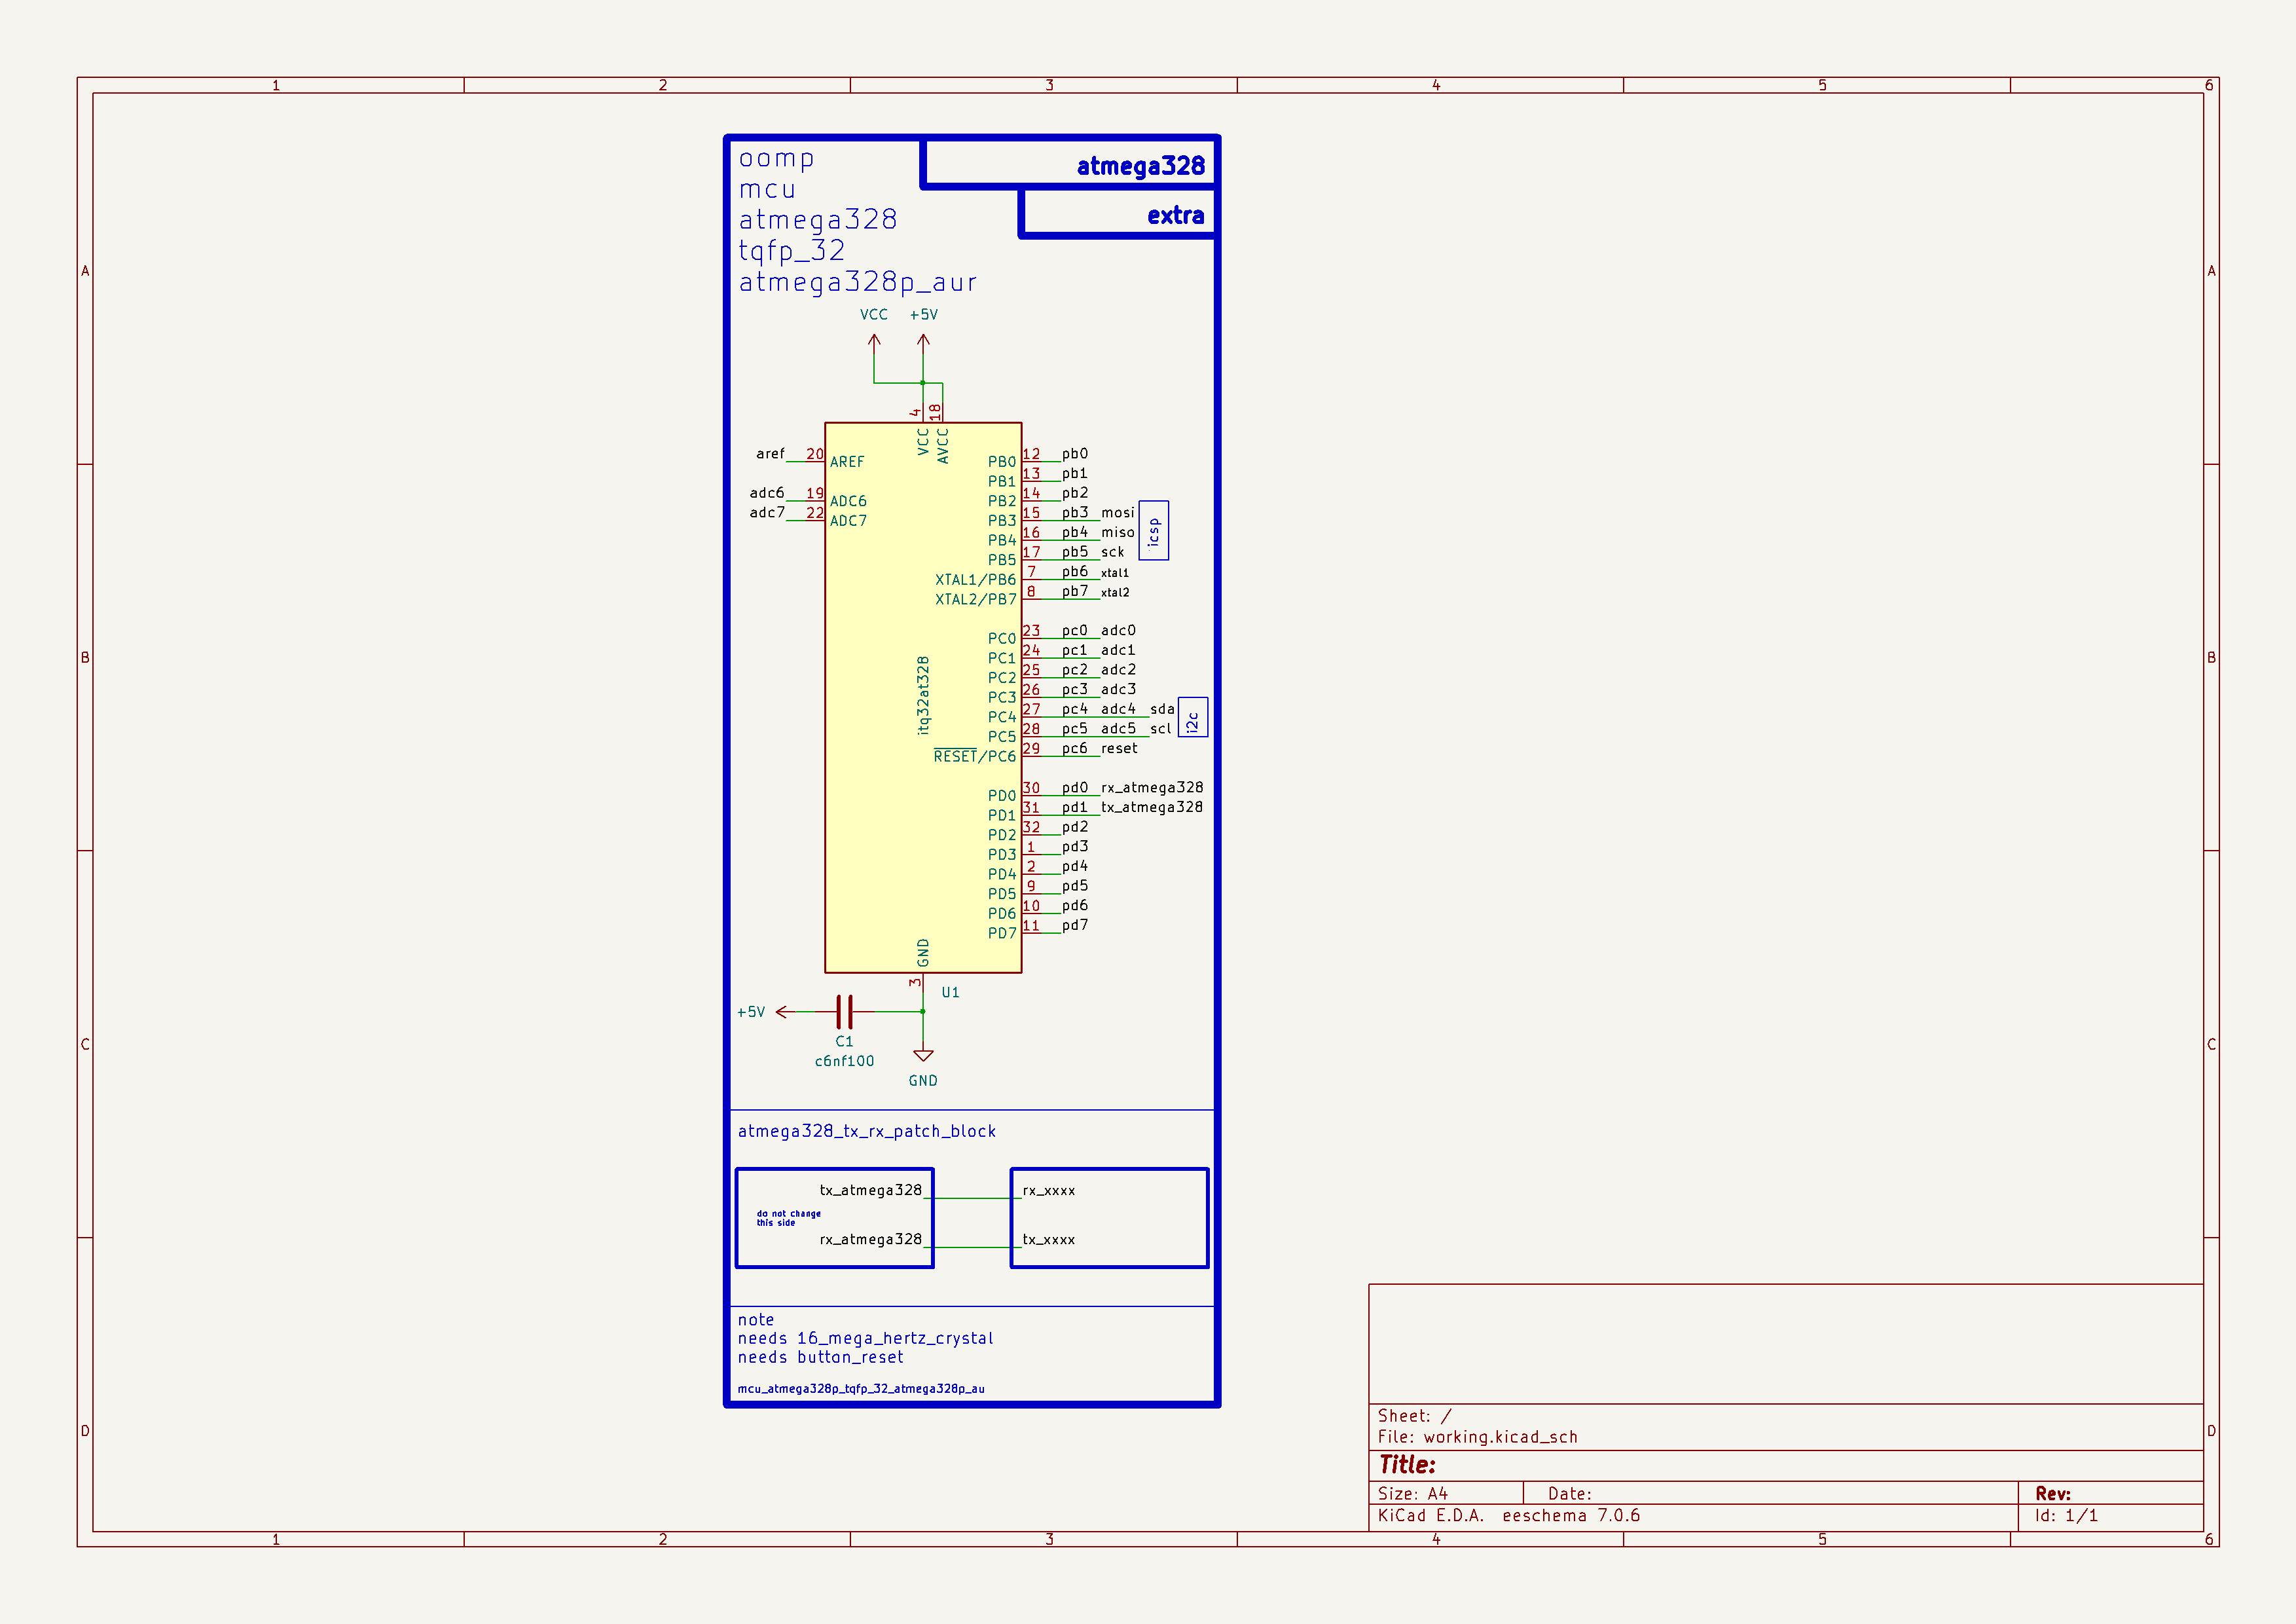 1 2 3 4 5 6
oomp
mcu
atmega328
tqfp_32
atmega328p_aur
atmega328
extra
A A
VCC +5V
4 18
VCC AVCC
aref 20 AREF PB0 12 pb0
PB1 13 pb1
adc6 19 ADC6 PB2 14 pb2
adc7 22 ADC7 PB3 15 pb3 mosi
PB4 16 pb4 miso
PB5 17 pb5 sck
icsp
XTAL1/PB6 7 pb6 xtal1
XTAL2/PB7 8 pb7 xtal2
PC0 23 pc0 adc0
B B
PC1 24 pc1 adc1
PC2 25 pc2 adc2
PC3 26 pc3 adc3
itq32at328
PC4 27 pc4 adc4 sda
PC5 28 pc5 adc5 scl
i2c
RESET/PC6 29 pc6 reset
PD0 30 pd0 rx_atmega328
PD1 31 pd1 tx_atmega328
PD2 32 pd2
PD3 1 pd3
PD4 2 pd4
PD5 9 pd5
PD6 10 pd6
PD7 11 pd7
GND
3
U1
+5V
C1
c6nf100
GND
C C
atmega328_tx_rx_patch_block
tx_atmega328 rx_xxxx
do not change
this side
rx_atmega328 tx_xxxx
note
needs 16_mega_hertz_crystal
needs button_reset
mcu_atmega328p_tqfp_32_atmega328p_au
D D
Sheet: /
File: working.kicad_sch
Title:
Size: A4 Date: Rev:
KiCad E.D.A. eeschema 7.0.6 Id: 1/1
1 2 3 4 5 6